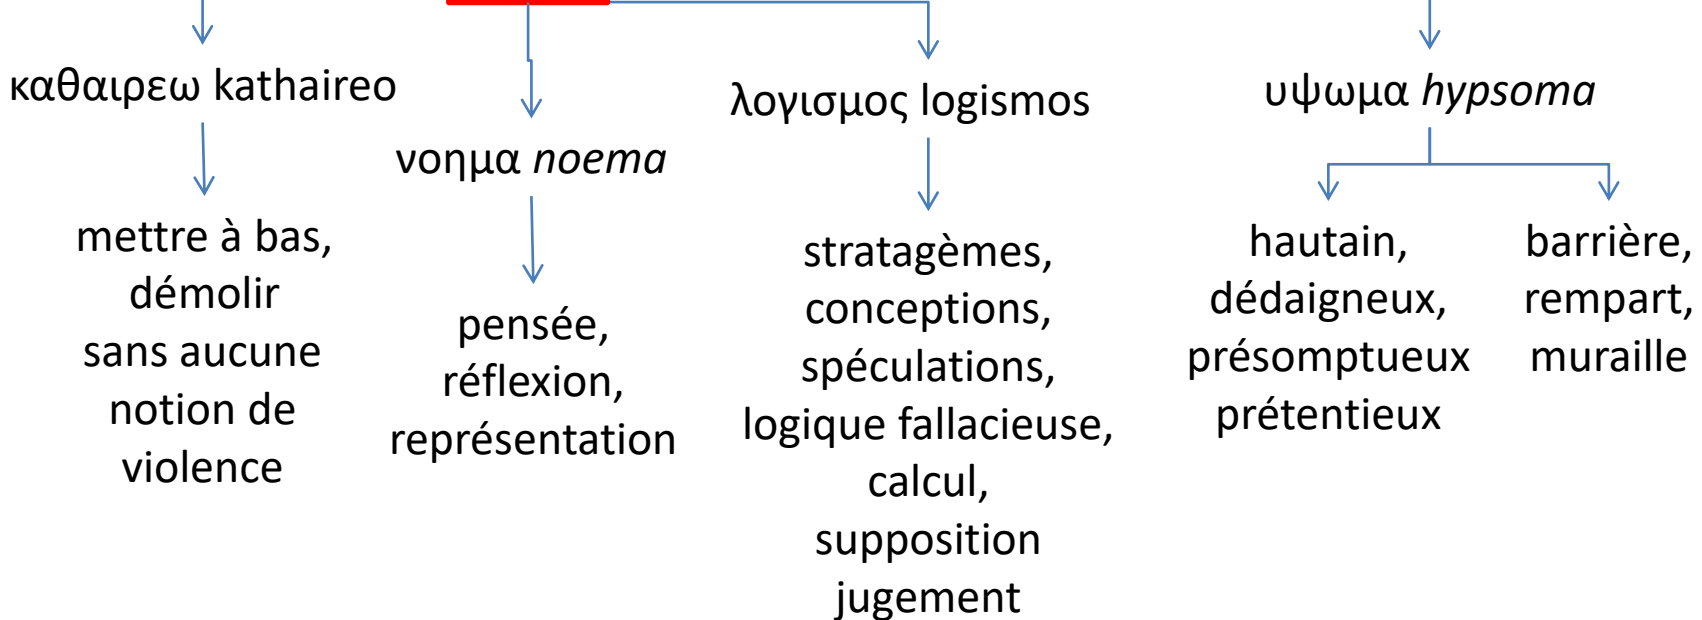 καθαιρεω kathaireo
mettre à bas,
démolir
sans aucune
notion de
violence
νοημα noema
pensée,
réflexion,
représentation
λογισμος logismos
stratagèmes,
conceptions,
spéculations,
logique fallacieuse,
calcul,
supposition
jugement
υψωμα hypsoma
hautain,
dédaigneux,
présomptueux
prétentieux
barrière,
rempart,
muraille